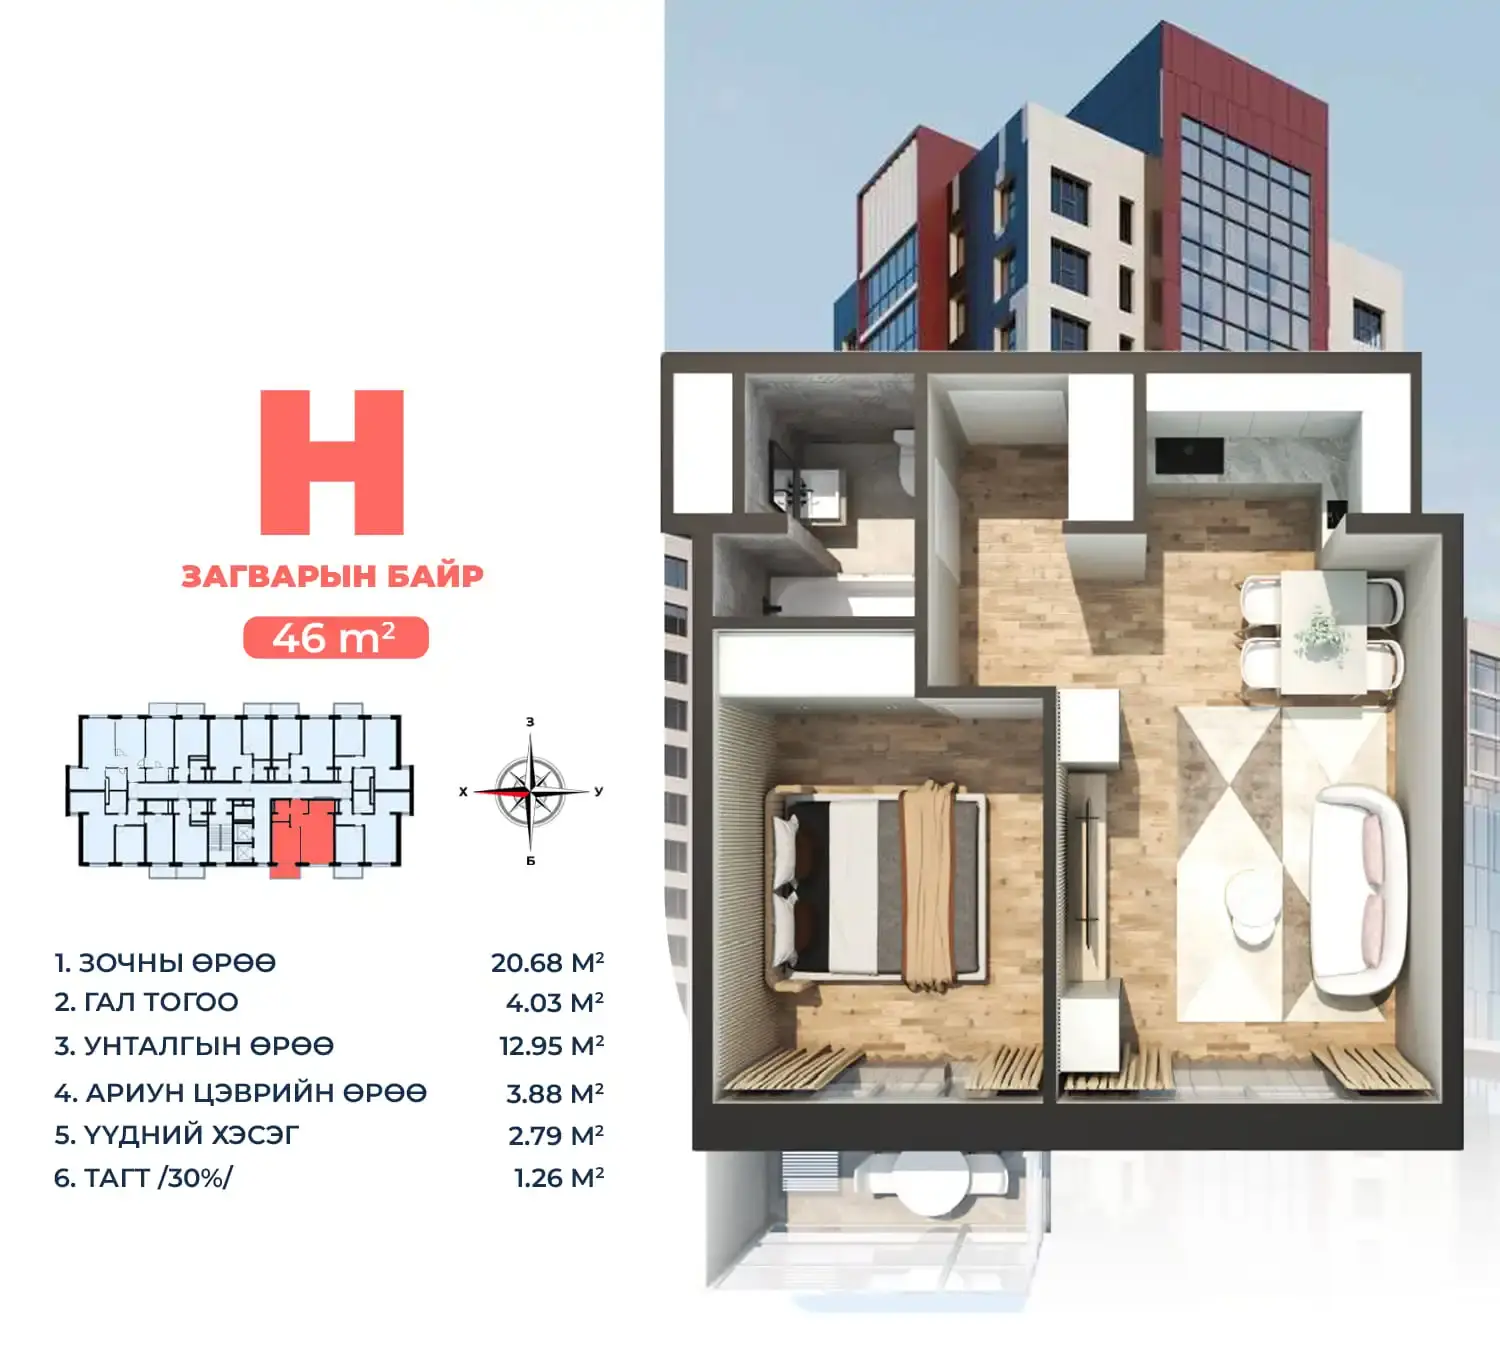 H
ЗАГВАРЫН БАЙР
46 m²
З
Х
У
Б
1. ЗОЧНЫ ӨРӨӨ 20.68 М²
2. ГАЛ ТОГОО 4.03 М²
3. УНТАЛГЫН ӨРӨӨ 12.95 М²
4. АРИУН ЦЭВРИЙН ӨРӨӨ 3.88 М²
5. ҮҮДНИЙ ХЭСЭГ 2.79 М²
6. ТАГТ /30%/ 1.26 М²